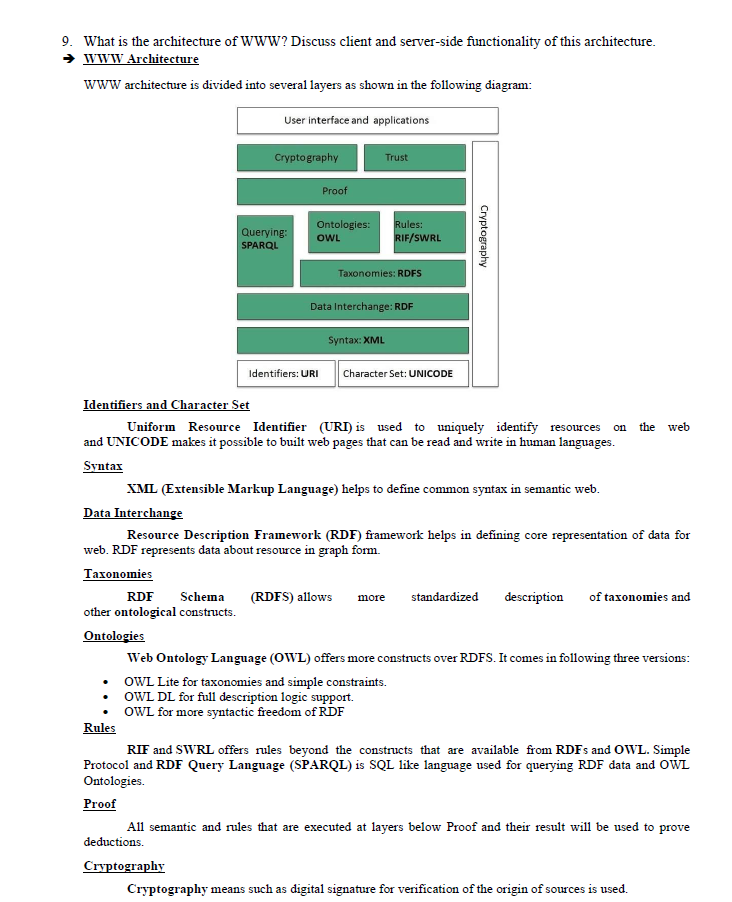 9. What is the architecture of WWW? Discuss client and server-side functionality of this architecture.
➔ WWW Architecture
WWW architecture is divided into several layers as shown in the following diagram:
User interface and applications
Cryptography
Trust
Proof
Querying:
SPARQL
Ontologies:
OWL
Rules:
RIF/SWRL
Taxonomies: RDFS
Data Interchange: RDF
Syntax: XML
Identifiers: URI
Character Set: UNICODE
Cryptography
Identifiers and Character Set
Uniform Resource Identifier (URI) is used to uniquely identify resources on the web
and UNICODE makes it possible to built web pages that can be read and write in human languages.
Syntax
XML (Extensible Markup Language) helps to define common syntax in semantic web.
Data Interchange
Resource Description Framework (RDF) framework helps in defining core representation of data for
web. RDF represents data about resource in graph form.
Taxonomies
RDF Schema (RDFS) allows more standardized description of taxonomies and
other ontological constructs.
Ontologies
Web Ontology Language (OWL) offers more constructs over RDFS. It comes in following three versions:
• OWL Lite for taxonomies and simple constraints.
• OWL DL for full description logic support.
• OWL for more syntactic freedom of RDF
Rules
RIF and SWRL offers rules beyond the constructs that are available from RDFs and OWL. Simple
Protocol and RDF Query Language (SPARQL) is SQL like language used for querying RDF data and OWL
Ontologies.
Proof
All semantic and rules that are executed at layers below Proof and their result will be used to prove
deductions.
Cryptography
Cryptography means such as digital signature for verification of the origin of sources is used.